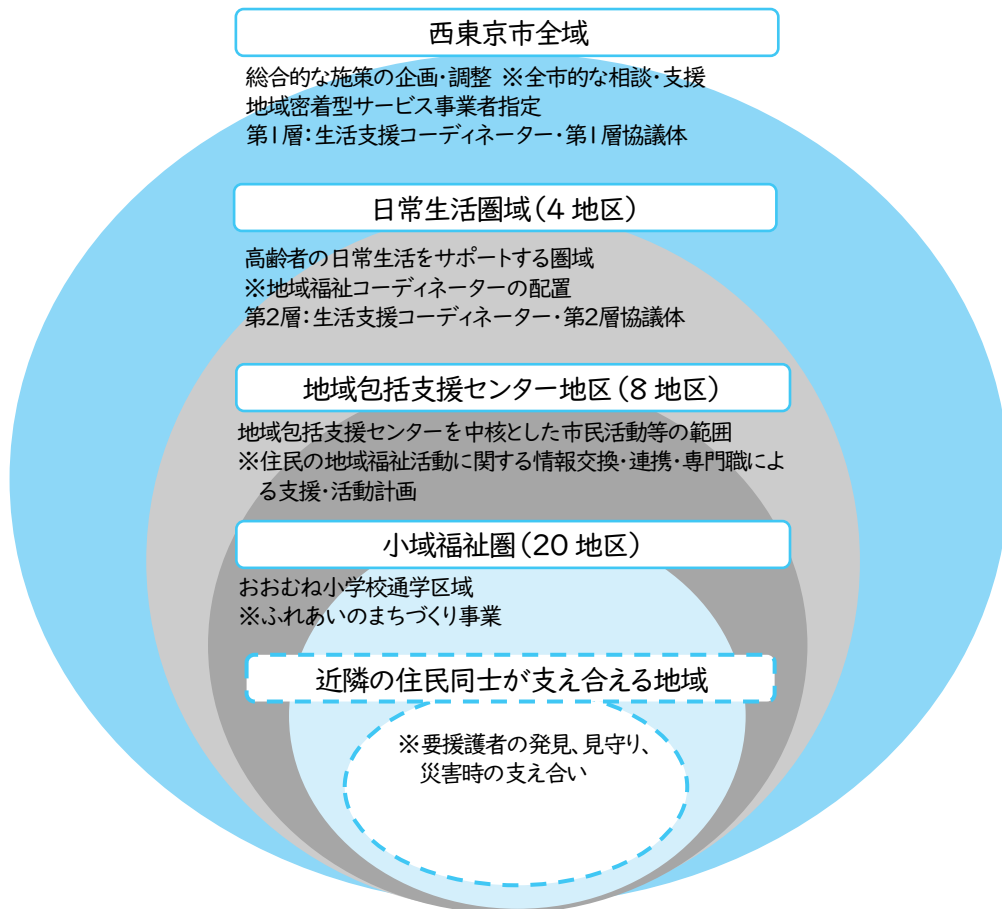 西東京市全域
総合的な施策の企画・調整 ※全市的な相談・支援
地域密着型サービス事業者指定
第1層：生活支援コーディネーター・第1層協議体
日常生活圏域（4 地区）
高齢者の日常生活をサポートする圏域
※地域福祉コーディネーターの配置
第2層：生活支援コーディネーター・第2層協議体
地域包括支援センター地区（8 地区）
地域包括支援センターを中核とした市民活動等の範囲
※住民の地域福祉活動に関する情報交換・連携・専門職によ
る支援・活動計画
小域福祉圏（20 地区）
おおむね小学校通学区域
※ふれあいのまちづくり事業
近隣の住民同士が支え合える地域
※要援護者の発見、見守り、
災害時の支え合い